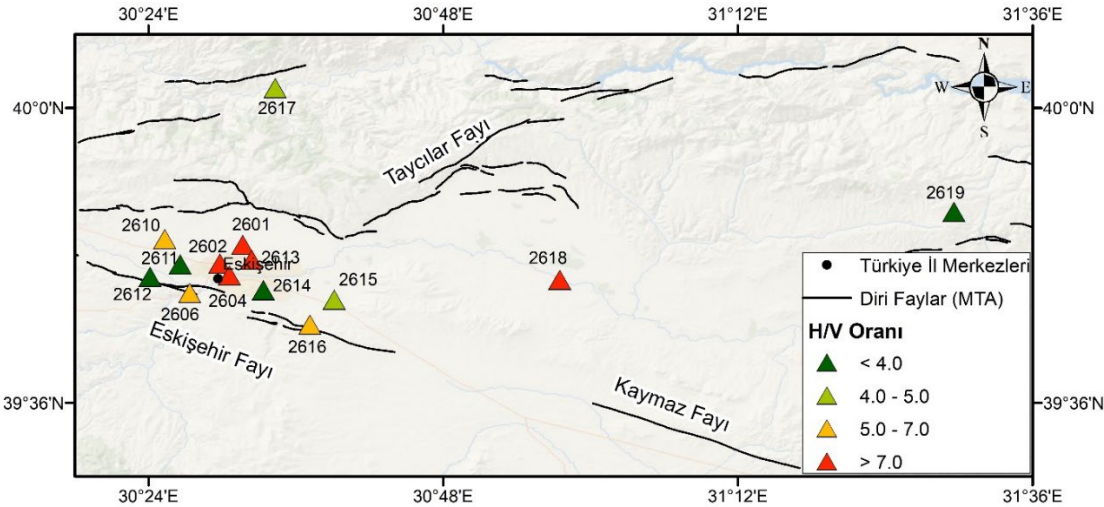 30°24'E 30°48'E 31°12'E 31°36'E
N
W E
S
40°0'N 40°0'N
2617
Taycılar Fayı
2619
2610 2601
2611 2602 2613
Eskişehir
2618
2612 2606 2604 2614 2615
2616
Eskişehir Fayı
Kaymaz Fayı
39°36'N 39°36'N
Türkiye İl Merkezleri
Diri Faylar (MTA)
H/V Oranı
< 4.0
4.0 - 5.0
5.0 - 7.0
> 7.0
30°24'E 30°48'E 31°12'E 31°36'E